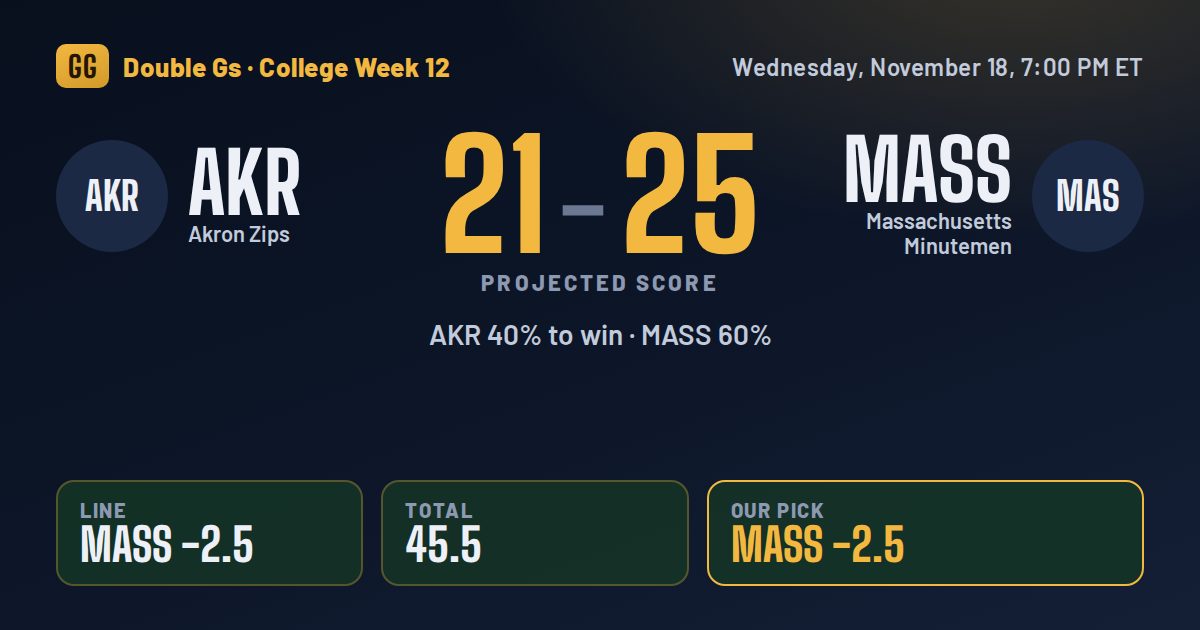 GG
Double Gs · College Week 12
Wednesday, November 18, 7:00 PM ET
AKR
AKR
Akron Zips
21 – 25
PROJECTED SCORE
AKR 40% to win · MASS 60%
MASS
Massachusetts
Minutemen
MAS
LINE
MASS −2.5
TOTAL
45.5
OUR PICK
MASS −2.5